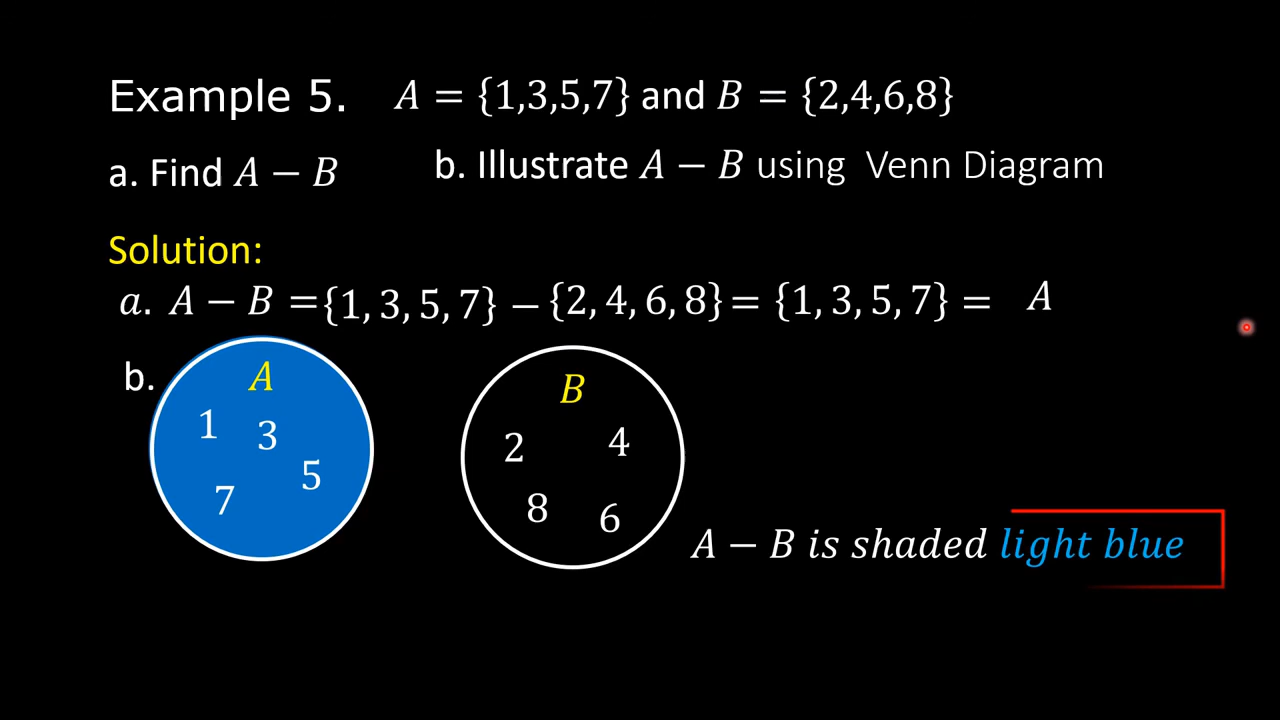 Example 5. A = {1,3,5,7} and B = {2,4,6,8}
a. Find A − B
b. Illustrate A − B using Venn Diagram
Solution:
a. A − B = {1, 3, 5, 7} − {2, 4, 6, 8} = {1, 3, 5, 7} = A
b.
A
1 3
5
7
B
2 4
8 6
A − B is shaded light blue